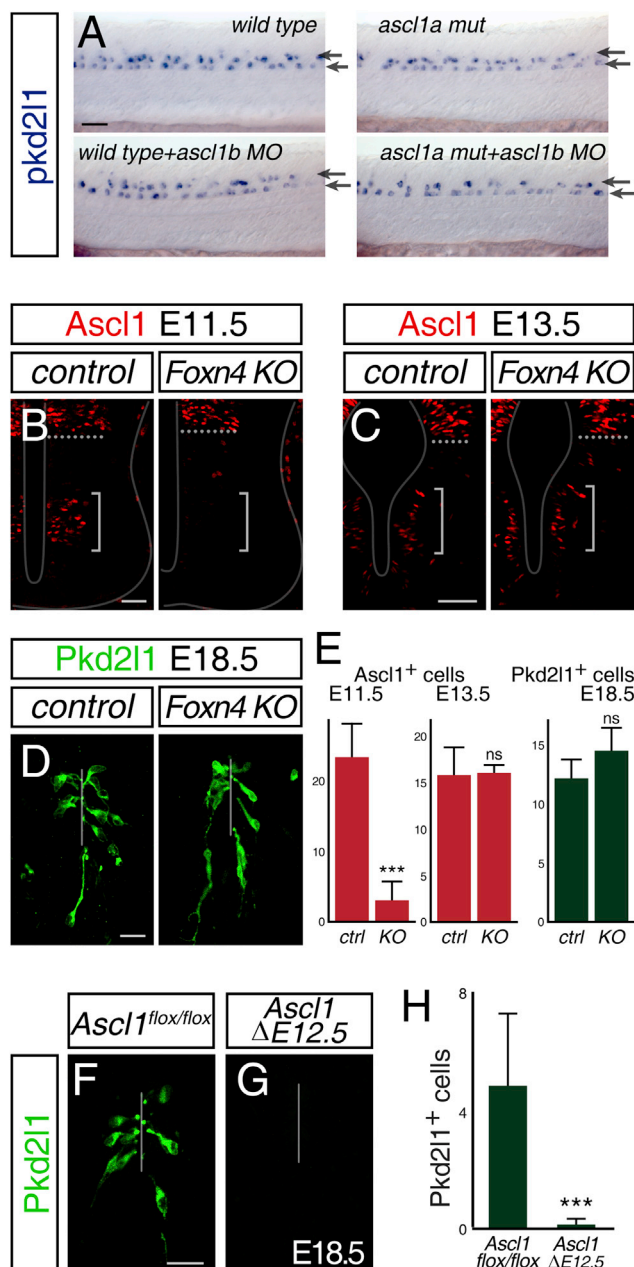 A
wild type
ascl1a mut
pkd2l1
wild type+ascl1b MO
ascl1a mut+ascl1b MO
Ascl1 E11.5
Ascl1 E13.5
control
Foxn4 KO
control
Foxn4 KO
B
C
Pkd2l1 E18.5
control
Foxn4 KO
D
E
Ascl1+ cells
E11.5
E13.5
Pkd2l1+ cells
E18.5
20
10
0
***
ctrl
KO
20
15
10
5
0
ns
ctrl
KO
15
10
5
0
ns
ctrl
KO
Ascl1flox/flox
Ascl1
ΔE12.5
Pkd2l1
F
G
E18.5
H
Pkd2l1+ cells
8
4
0
***
Ascl1
flox/flox
Ascl1
ΔE12.5